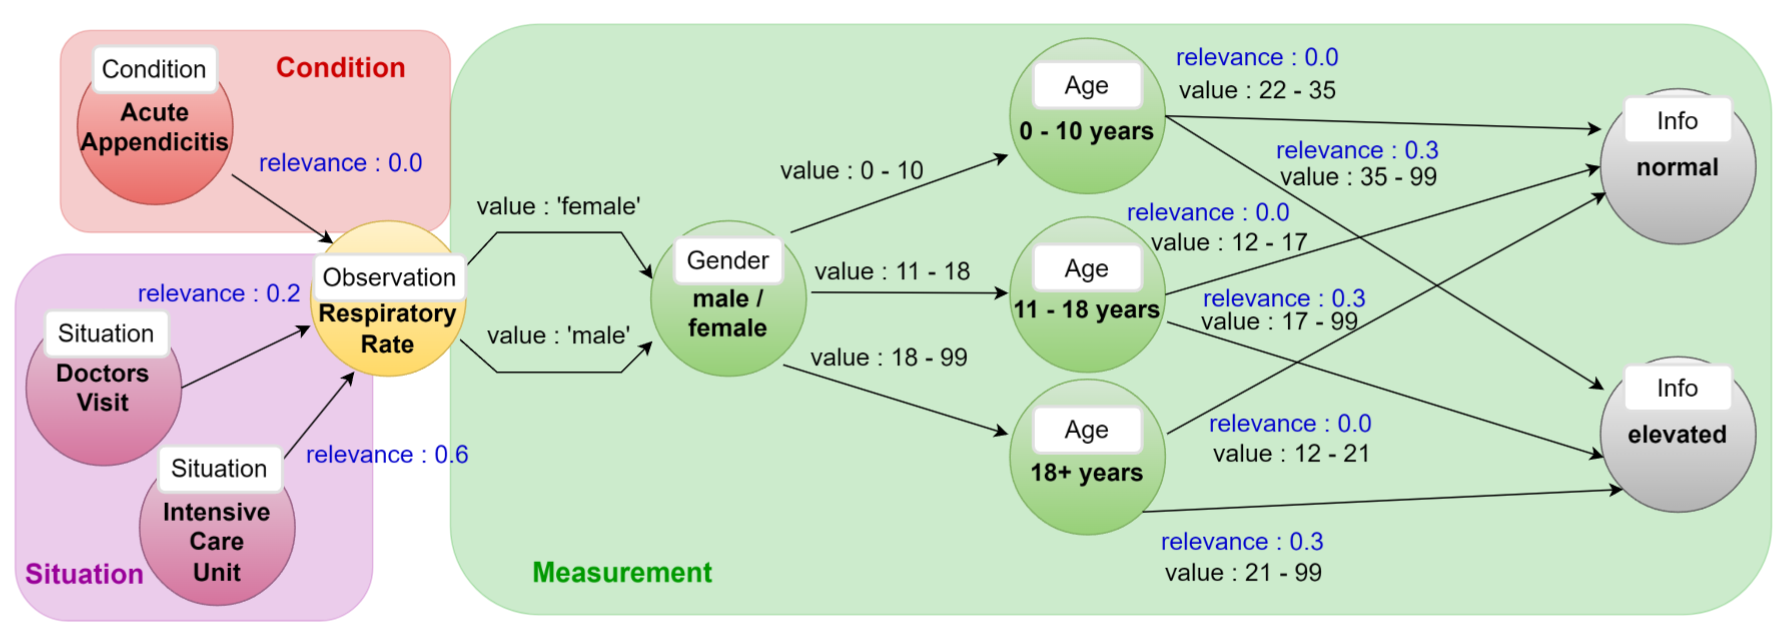 Condition
Condition
Acute
Appendicitis
relevance : 0.0
Situation
Doctors
Visit
relevance : 0.2
Situation
Intensive
Care
Unit
relevance : 0.6
Situation
Observation
Respiratory
Rate
value : 'female'
value : 'male'
Gender
male /
female
value : 0 - 10
value : 11 - 18
value : 18 - 99
Measurement
Age
0 - 10 years
relevance : 0.0
value : 22 - 35
relevance : 0.3
value : 35 - 99
Age
11 - 18 years
relevance : 0.0
value : 12 - 17
relevance : 0.3
value : 17 - 99
Age
18+ years
relevance : 0.0
value : 12 - 21
relevance : 0.3
value : 21 - 99
Info
normal
Info
elevated